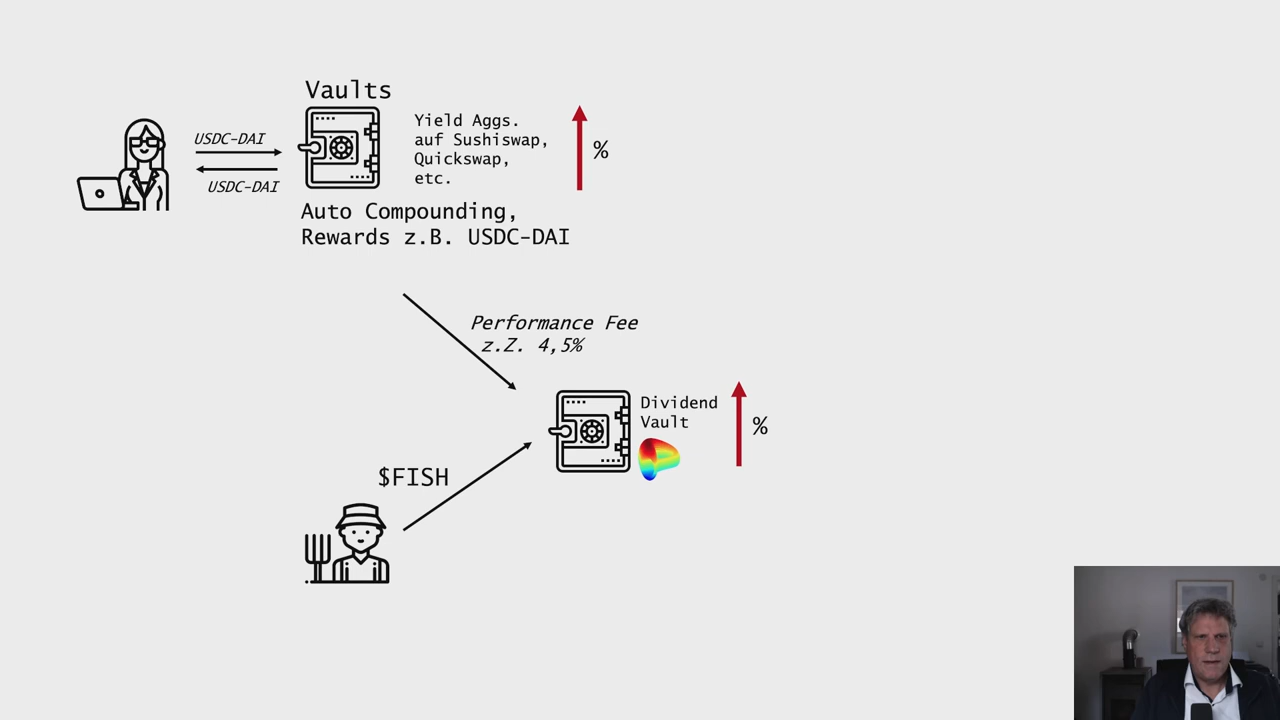 Vaults
USDC-DAI
USDC-DAI
Yield Aggs.
auf Sushiswap,
Quickswap,
etc.
%
Auto Compounding,
Rewards z.B. USDC-DAI
Performance Fee
z.Z. 4,5%
Dividend
Vault
%
$FISH